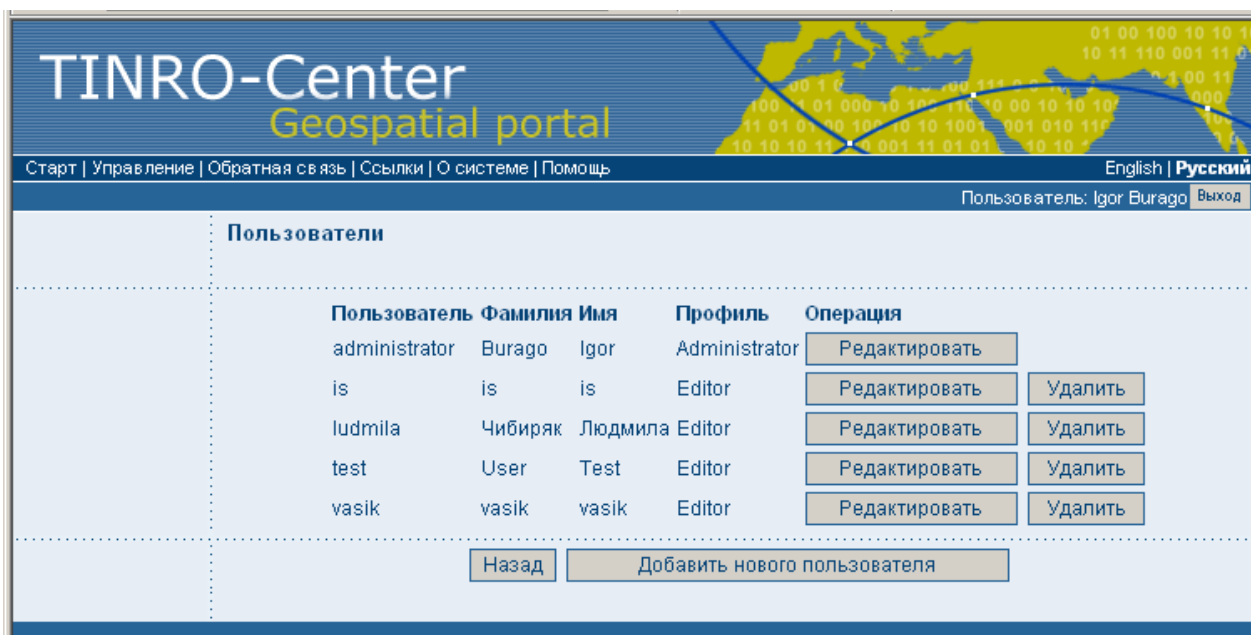 TINRO-Center
Geospatial portal
Старт | Управление | Обратная связь | Ссылки | О системе | Помощь English | Русский
Пользователь: Igor Burago Выход
Пользователи
Пользователь Фамилия Имя Профиль Операция
administrator Burago Igor Administrator Редактировать
is is is Editor Редактировать Удалить
ludmila Чибиряк Людмила Editor Редактировать Удалить
test User Test Editor Редактировать Удалить
vasik vasik vasik Editor Редактировать Удалить
Назад Добавить нового пользователя